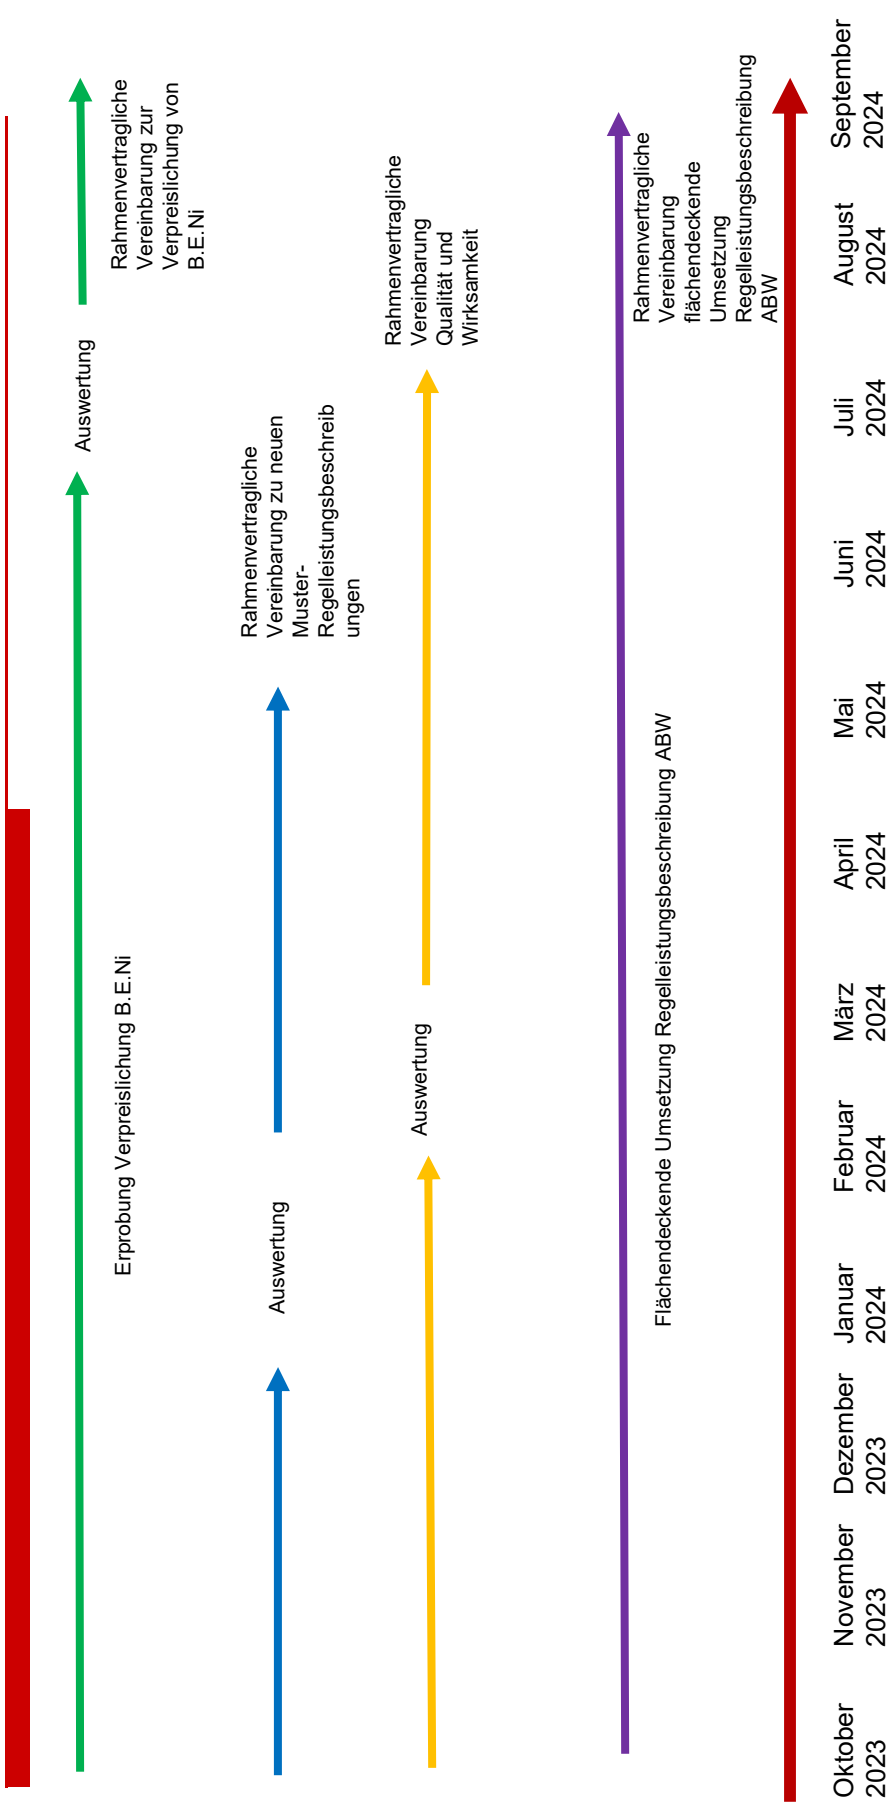 Erprobung Verpreislichung B.E.Ni
Auswertung
Rahmenvertragliche
Vereinbarung zur
Verpreislichung von
B.E.Ni
Auswertung
Rahmenvertragliche
Vereinbarung zu neuen
Muster-
Regelleistungsbeschreib
ungen
Auswertung
Rahmenvertragliche
Vereinbarung
Qualität und
Wirksamkeit
Flächendeckende Umsetzung Regelleistungsbeschreibung ABW
Rahmenvertragliche
Vereinbarung
flächendeckende
Umsetzung
Regelleistungsbeschreibung
ABW
Oktober
2023
November
2023
Dezember
2023
Januar
2024
Februar
2024
März
2024
April
2024
Mai
2024
Juni
2024
Juli
2024
August
2024
September
2024